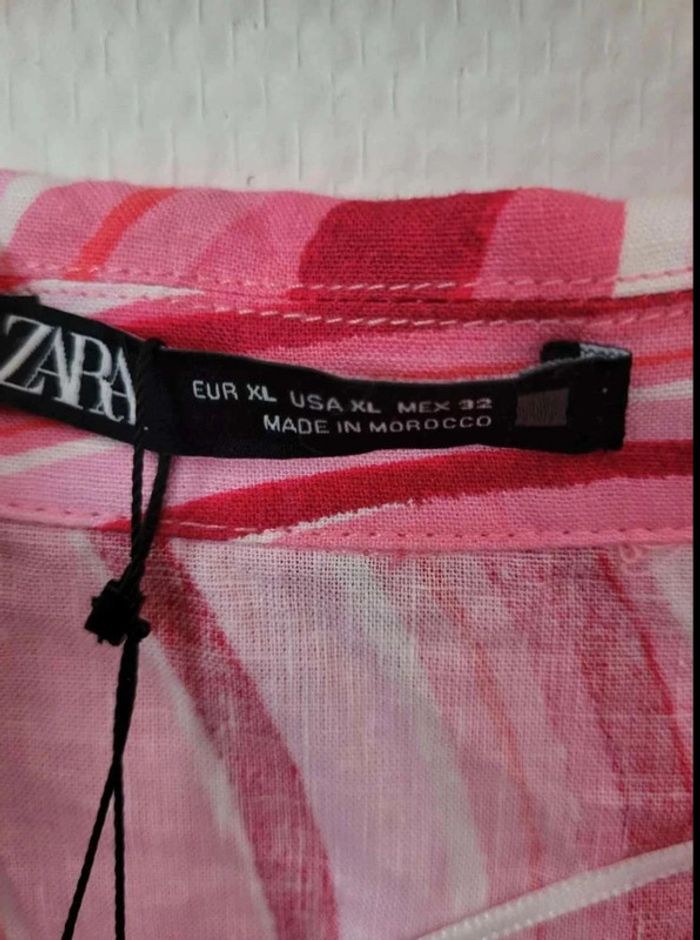 ZARA
EUR XL USA XL MEX 32
MADE IN MOROCCO